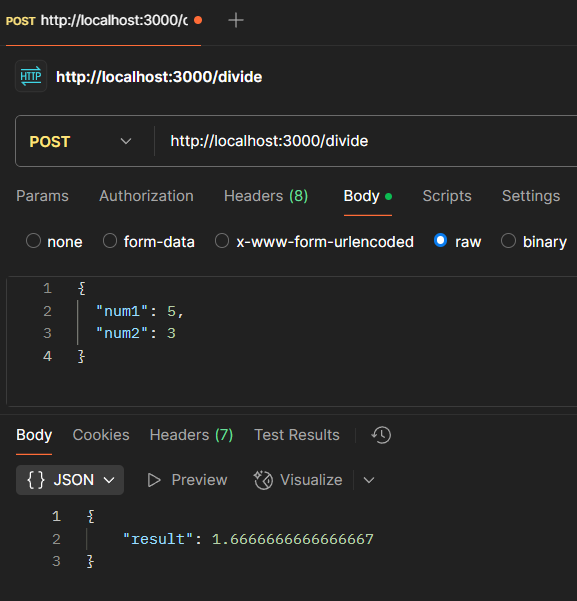 POST http://localhost:3000/c
HTTP http://localhost:3000/divide
POST http://localhost:3000/divide
Params Authorization Headers (8) Body Scripts Settings
none form-data x-www-form-urlencoded raw binary
1 {
2 "num1": 5,
3 "num2": 3
4 }
Body Cookies Headers (7) Test Results
{} JSON Preview Visualize
1 {
2 "result": 1.6666666666666667
3 }